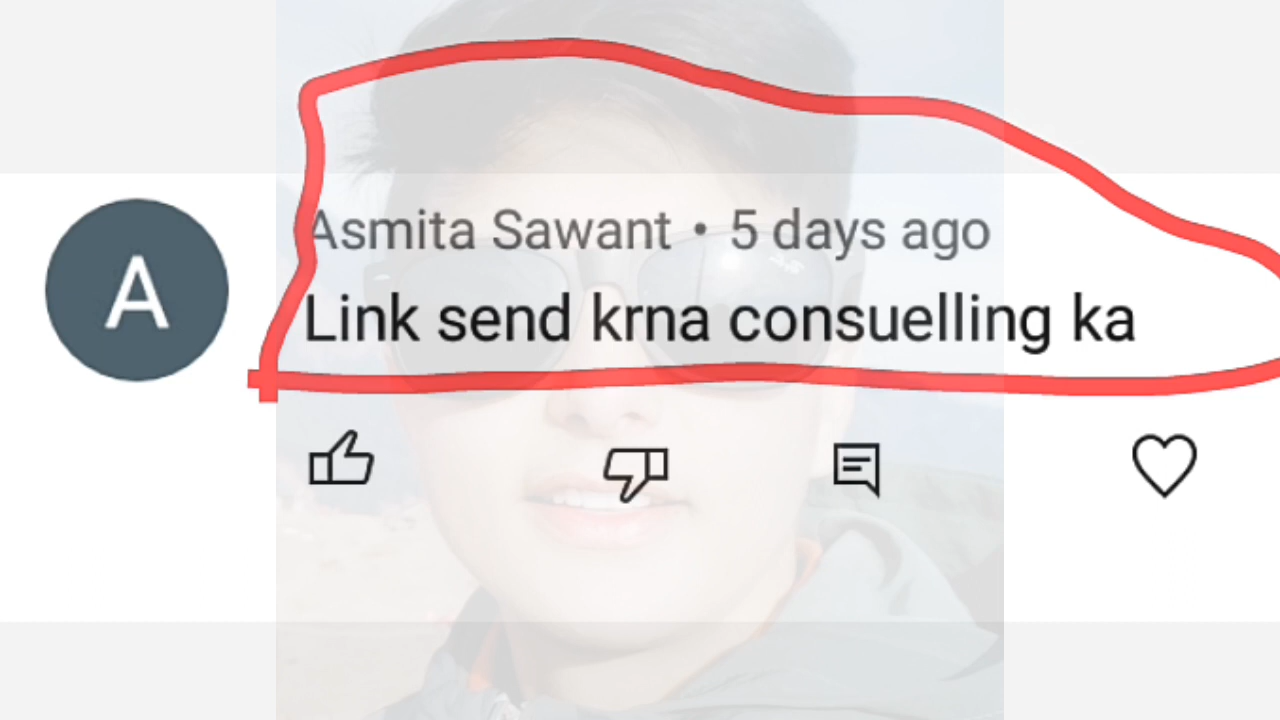 A
Asmita Sawant • 5 days ago
Link send krna consuelling ka